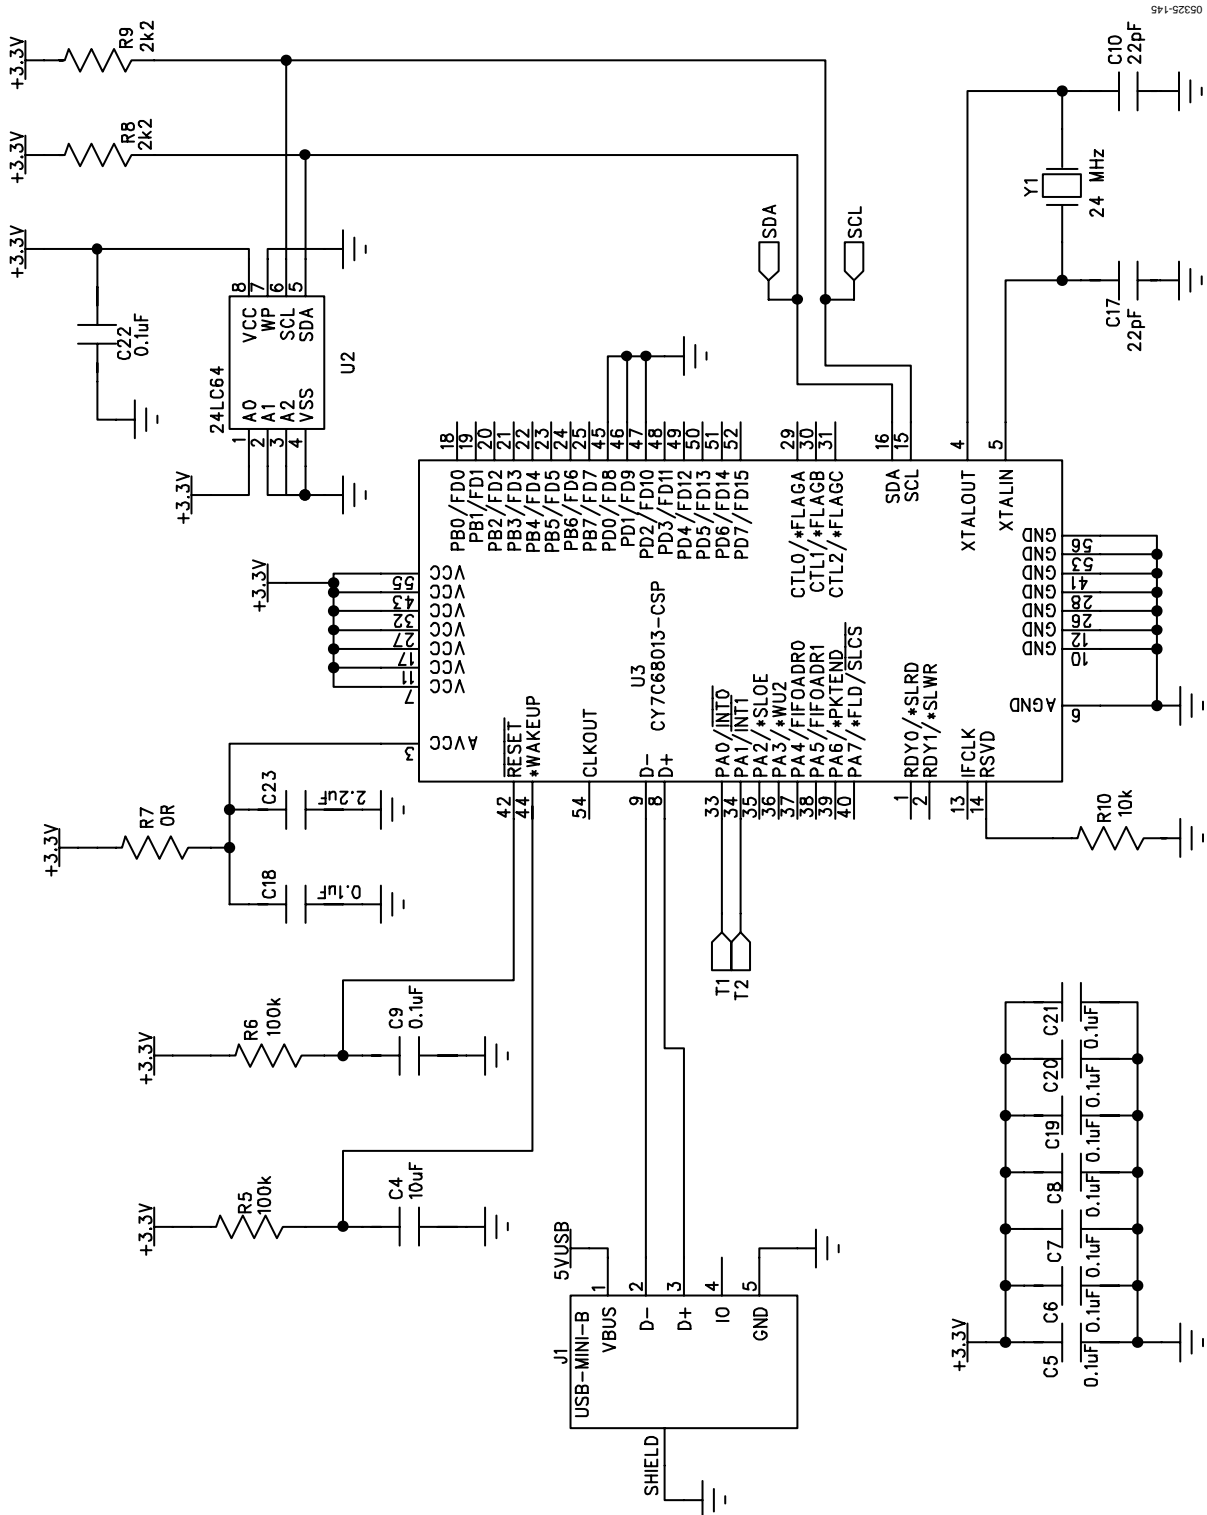 05325-145
+3.3V
R9
2k2
+3.3V
R8
2k2
+3.3V
C22
0.1uF
24LC64
U2
8
7
6
5
VCC
WP
SCL
SDA
A0
A1
A2
VSS
1
2
3
4
+3.3V
SDA
SCL
C10
22pF
Y1
24 MHz
C17
22pF
18
19
20
21
22
23
24
25
45
46
47
48
49
50
51
52
29
30
31
16
15
4
5
PB0/FD0
PB1/FD1
PB2/FD2
PB3/FD3
PB4/FD4
PB5/FD5
PB6/FD6
PB7/FD7
PD0/FD8
PD1/FD9
PD2/FD10
PD3/FD11
PD4/FD12
PD5/FD13
PD6/FD14
PD7/FD15
CTL0/*FLAGA
CTL1/*FLAGB
CTL2/*FLAGC
SDA
SCL
XTALOUT
XTALIN
+3.3V
VCC
55
VCC
43
VCC
32
VCC
27
VCC
17
VCC
11
VCC
7
AVCC
3
U3
CY7C68013-CSP
GND
56
GND
53
GND
41
GND
28
GND
26
GND
12
GND
10
AGND
6
RESET
*WAKEUP
CLKOUT
D-
D+
PA0/INT0
PA1/INT1
PA2/*SLOE
PA3/*WU2
PA4/FIFOADR0
PA5/FIFOADR1
PA6/*PKTEND
PA7/*FLD/SLCS
RDY0/*SLRD
RDY1/*SLWR
IFCLK
RSVD
42
44
54
9
8
33
34
35
36
37
38
39
40
1
2
13
14
+3.3V
R7
0R
C23
2.2uF
C18
0.1uF
R10
10k
T1
T2
+3.3V
R6
100k
C9
0.1uF
+3.3V
R5
100k
C4
10uF
5VUSB
J1
USB-MINI-B
VBUS
D-
D+
IO
GND
1
2
3
4
5
SHIELD
+3.3V
C5
0.1uF
C6
0.1uF
C7
0.1uF
C8
0.1uF
C19
0.1uF
C20
0.1uF
C21
0.1uF